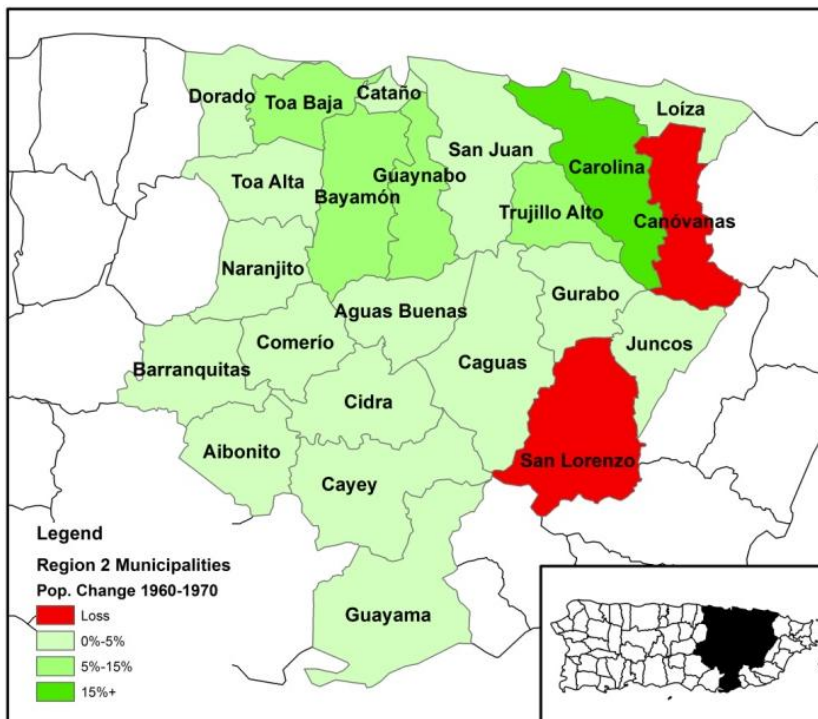 Dorado
Toa Baja
Cataño
Loíza
San Juan
Carolina
Toa Alta
Guaynabo
Bayamón
Trujillo Alto
Canóvanas
Naranjito
Gurabo
Aguas Buenas
Comerío
Juncos
Barranquitas
Caguas
Cidra
Aibonito
San Lorenzo
Cayey
Guayama
Legend
Region 2 Municipalities
Pop. Change 1960-1970
Loss
0%-5%
5%-15%
15%+